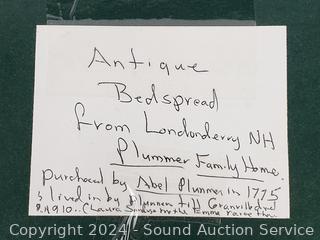 Antique
Bedspread
from Londonderry NH
Plummer Family Home.
purchased by Abel Plummer in 1775
& lived in by Plummer till
Copyright 2024 - Sound Auction Service